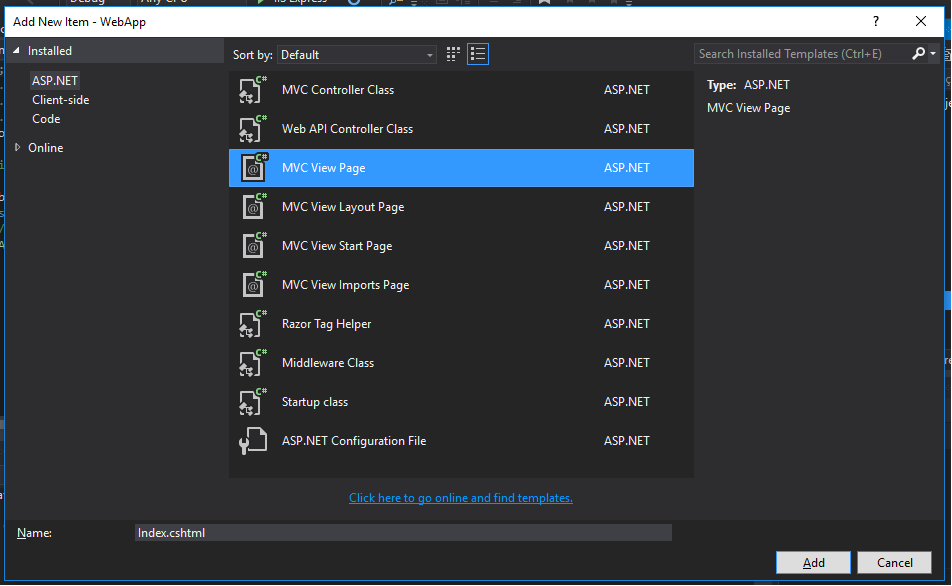 Add New Item - WebApp
?
Installed
Sort by: Default
Search Installed Templates (Ctrl+E)
ASP.NET
Client-side
Code
Online
MVC Controller Class ASP.NET
Web API Controller Class ASP.NET
MVC View Page ASP.NET
MVC View Layout Page ASP.NET
MVC View Start Page ASP.NET
MVC View Imports Page ASP.NET
Razor Tag Helper ASP.NET
Middleware Class ASP.NET
Startup class ASP.NET
ASP.NET Configuration File ASP.NET
Type: ASP.NET
MVC View Page
Click here to go online and find templates.
Name: Index.cshtml
Add Cancel